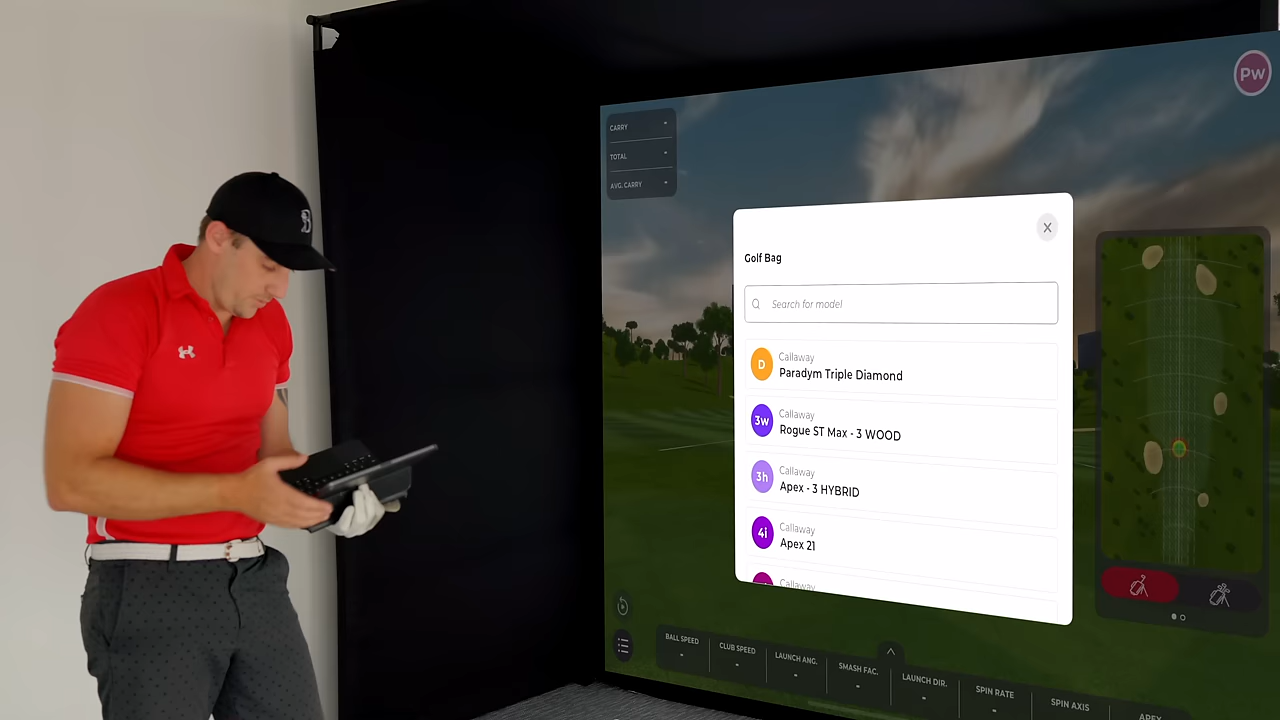 PW
CARRY
-
TOTAL
-
AVG. CARRY
-
Golf Bag
Search for model
D
Callaway
Paradym Triple Diamond
3w
Callaway
Rogue ST Max - 3 WOOD
3h
Callaway
Apex - 3 HYBRID
4i
Callaway
Apex 21
Callaway
BALL SPEED
-
CLUB SPEED
-
LAUNCH ANG.
-
SMASH FAC.
-
LAUNCH DIR.
-
SPIN RATE
-
SPIN AXIS
APEX